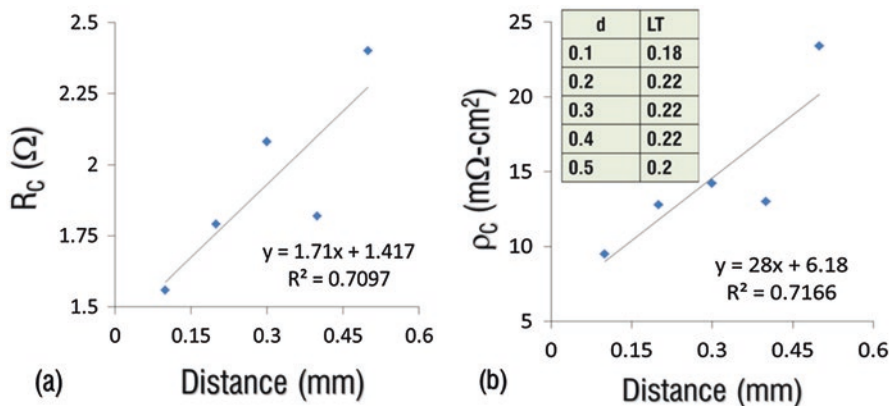 2.5
2.25
2
1.75
1.5
0
0.15
0.3
0.45
0.6
R_C (Ω)
y = 1.71x + 1.417
R² = 0.7097
(a)
Distance (mm)
25
20
15
10
5
0
0.15
0.3
0.45
0.6
ρ_C (mΩ-cm²)
d LT
0.1 0.18
0.2 0.22
0.3 0.22
0.4 0.22
0.5 0.2
y = 28x + 6.18
R² = 0.7166
(b)
Distance (mm)